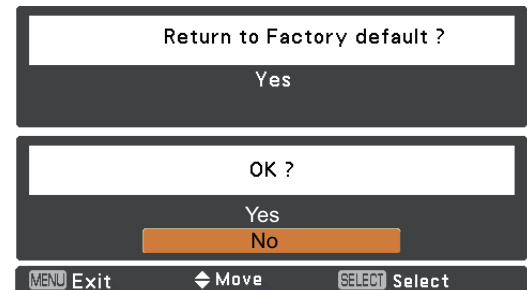 Return to Factory default ?
Yes
OK ?
Yes
No
MENU Exit Move SELECT Select